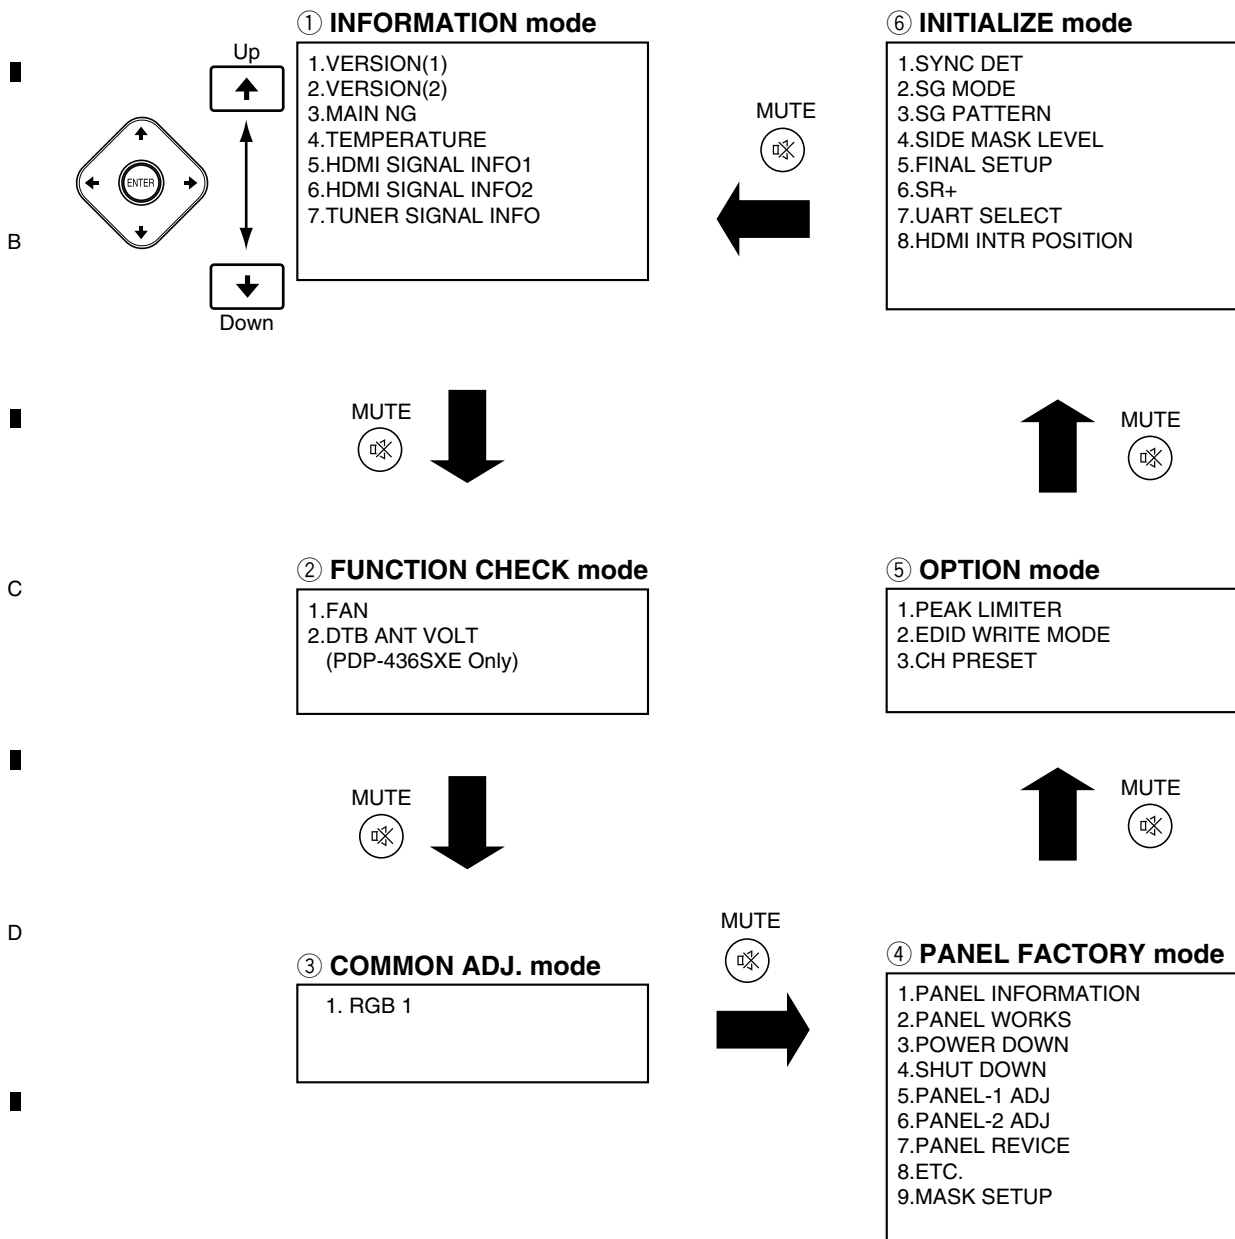 ① INFORMATION mode
Up
1.VERSION(1)
2.VERSION(2)
3.MAIN NG
4.TEMPERATURE
5.HDMI SIGNAL INFO1
6.HDMI SIGNAL INFO2
7.TUNER SIGNAL INFO
ENTER
Down
B
MUTE
⑥ INITIALIZE mode
1.SYNC DET
2.SG MODE
3.SG PATTERN
4.SIDE MASK LEVEL
5.FINAL SETUP
6.SR+
7.UART SELECT
8.HDMI INTR POSITION
MUTE
MUTE
② FUNCTION CHECK mode
1.FAN
2.DTB ANT VOLT
(PDP-436SXE Only)
C
⑤ OPTION mode
1.PEAK LIMITER
2.EDID WRITE MODE
3.CH PRESET
MUTE
MUTE
D
③ COMMON ADJ. mode
1. RGB 1
MUTE
④ PANEL FACTORY mode
1.PANEL INFORMATION
2.PANEL WORKS
3.POWER DOWN
4.SHUT DOWN
5.PANEL-1 ADJ
6.PANEL-2 ADJ
7.PANEL REVICE
8.ETC.
9.MASK SETUP